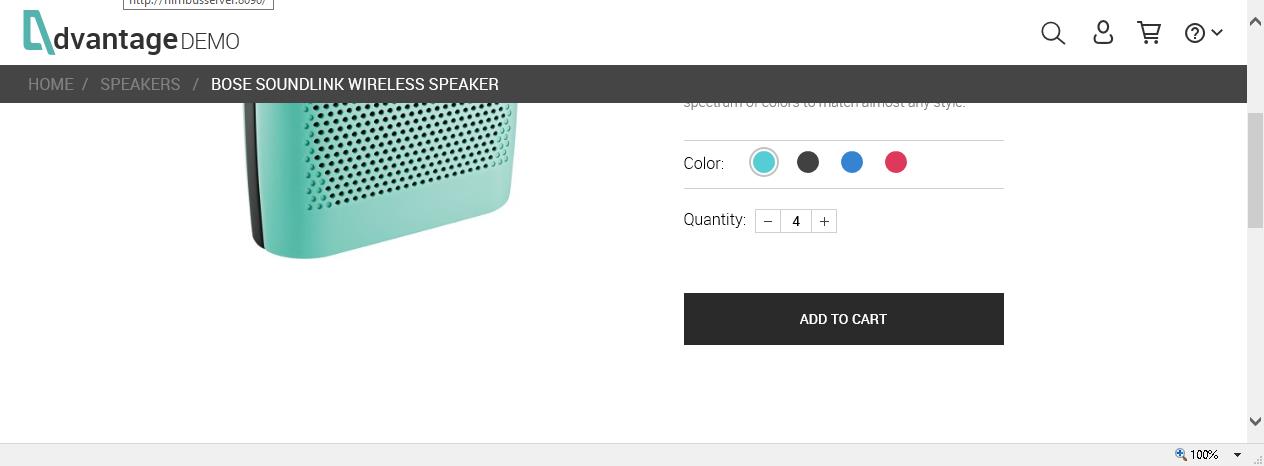 http://nimbusserver:8090/
dvantage DEMO
HOME / SPEAKERS / BOSE SOUNDLINK WIRELESS SPEAKER
spectrum of colors to match almost any style.
Color:
Quantity: − 4 +
ADD TO CART
100%